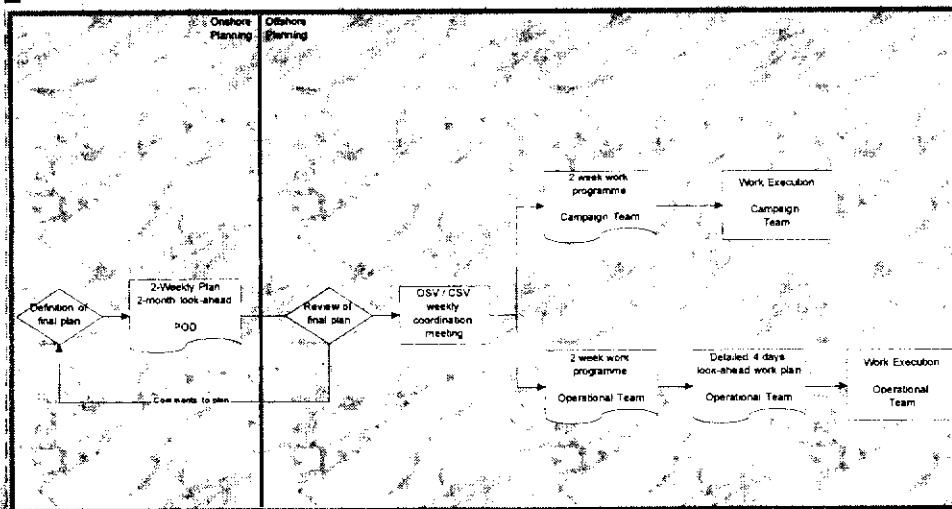 Onshore
Planning
Offshore
Planning
Definition of
final plan
2-Weekly Plan
2-month look-ahead
POD
Review of
final plan
Comments to plan
OSV / CSV
weekly
coordination
meeting
2 week work
programme
Campaign Team
Work Execution
Campaign
Team
2 week work
programme
Operational Team
Detailed 4 days
look-ahead work plan
Operational Team
Work Execution
Operational
Team